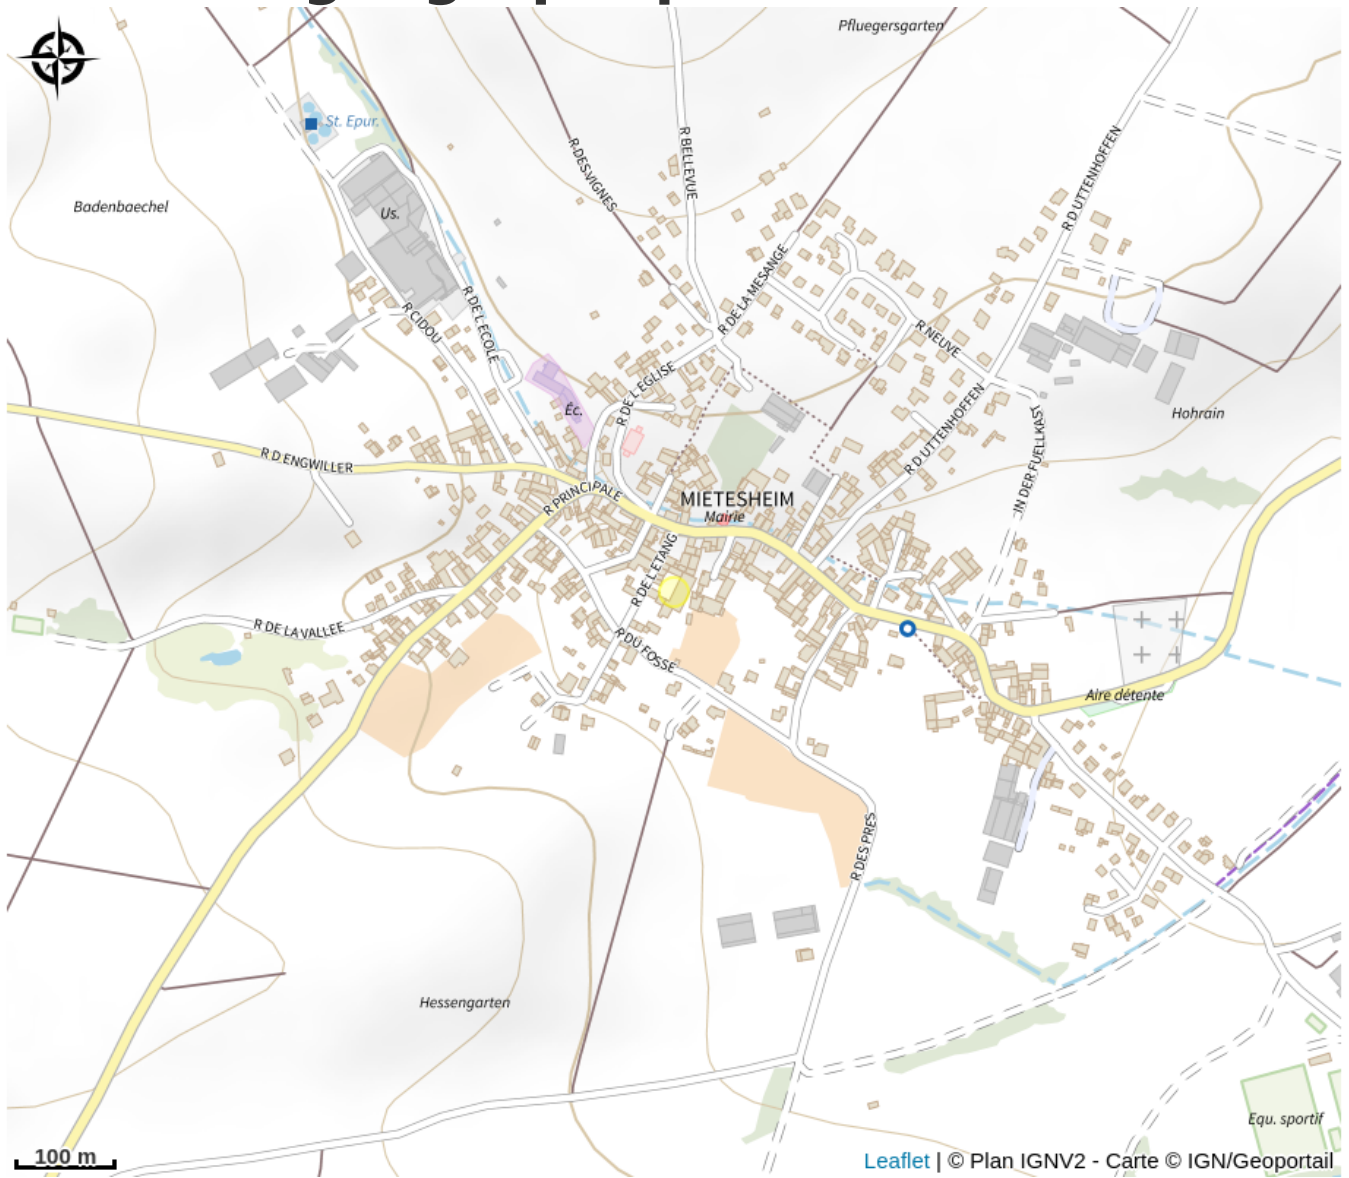 Pfluegersgarten
St. Epur.
R DES VIGNES
R BELLEVUE
R D UTTENHOFFEN
Badenbaechel
Us.
R DE LA MESANGE
R CIDOU
R DE L'ECOLE
R NEUVE
R DE L'EGLISE
Éc.
Hohrain
R D UTTENHOFFEN
IN DER FUELLKASL
R D ENGWILLER
R PRINCIPALE
MIETESHEIM
Mairie
R DE L'ETANG
R DE LA VALLEE
R DU FOSSE
Aire détente
R DES PRES
Hessengarten
Equ. sportif
100 m
Leaflet | © Plan IGNV2 - Carte © IGN/Geoportail